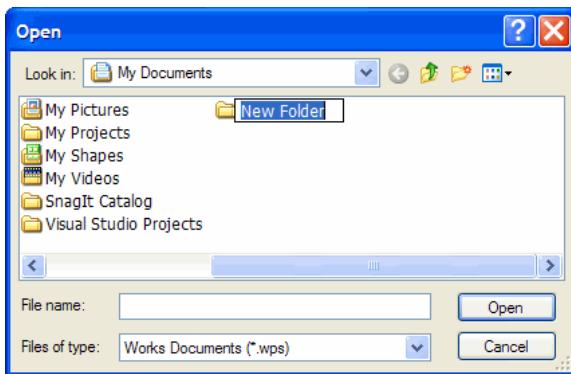 Open
Look in: My Documents
My Pictures New Folder
My Projects
My Shapes
My Videos
SnagIt Catalog
Visual Studio Projects
File name: Open
Files of type: Works Documents (*.wps) Cancel